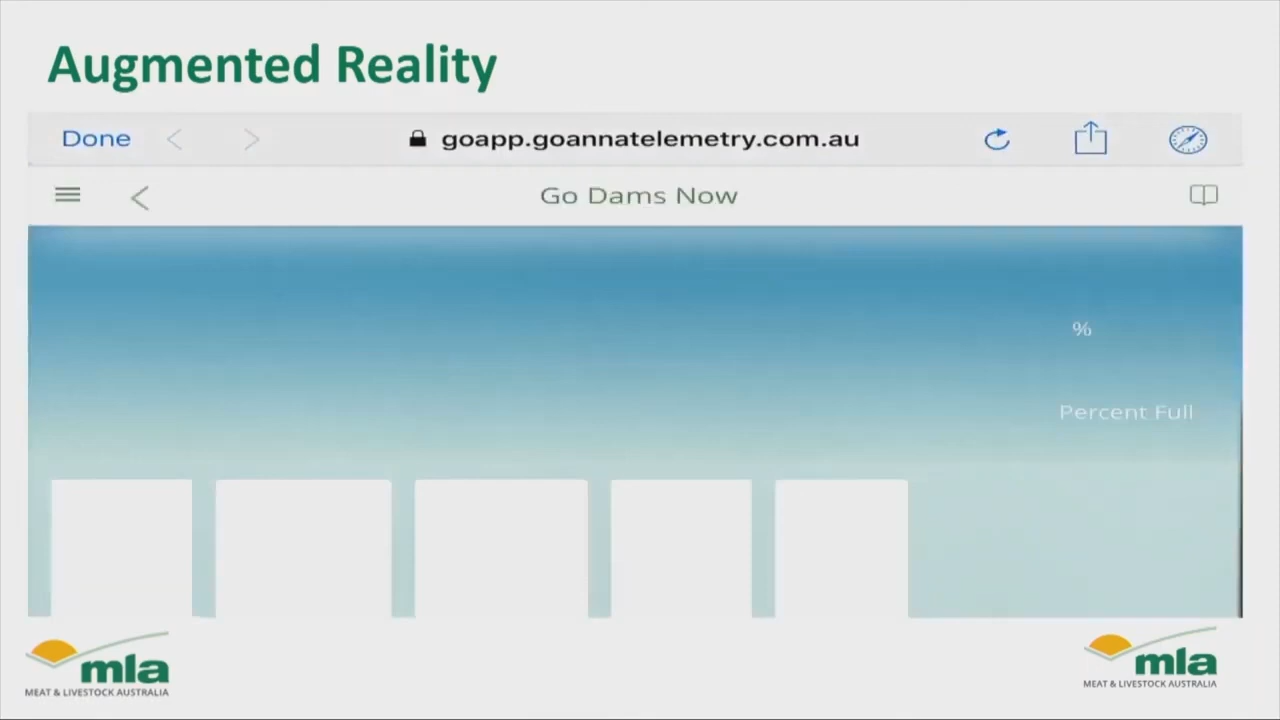 Augmented Reality
Done
goapp.goannatelemetry.com.au
Go Dams Now
%
Percent Full
mla
MEAT & LIVESTOCK AUSTRALIA
mla
MEAT & LIVESTOCK AUSTRALIA